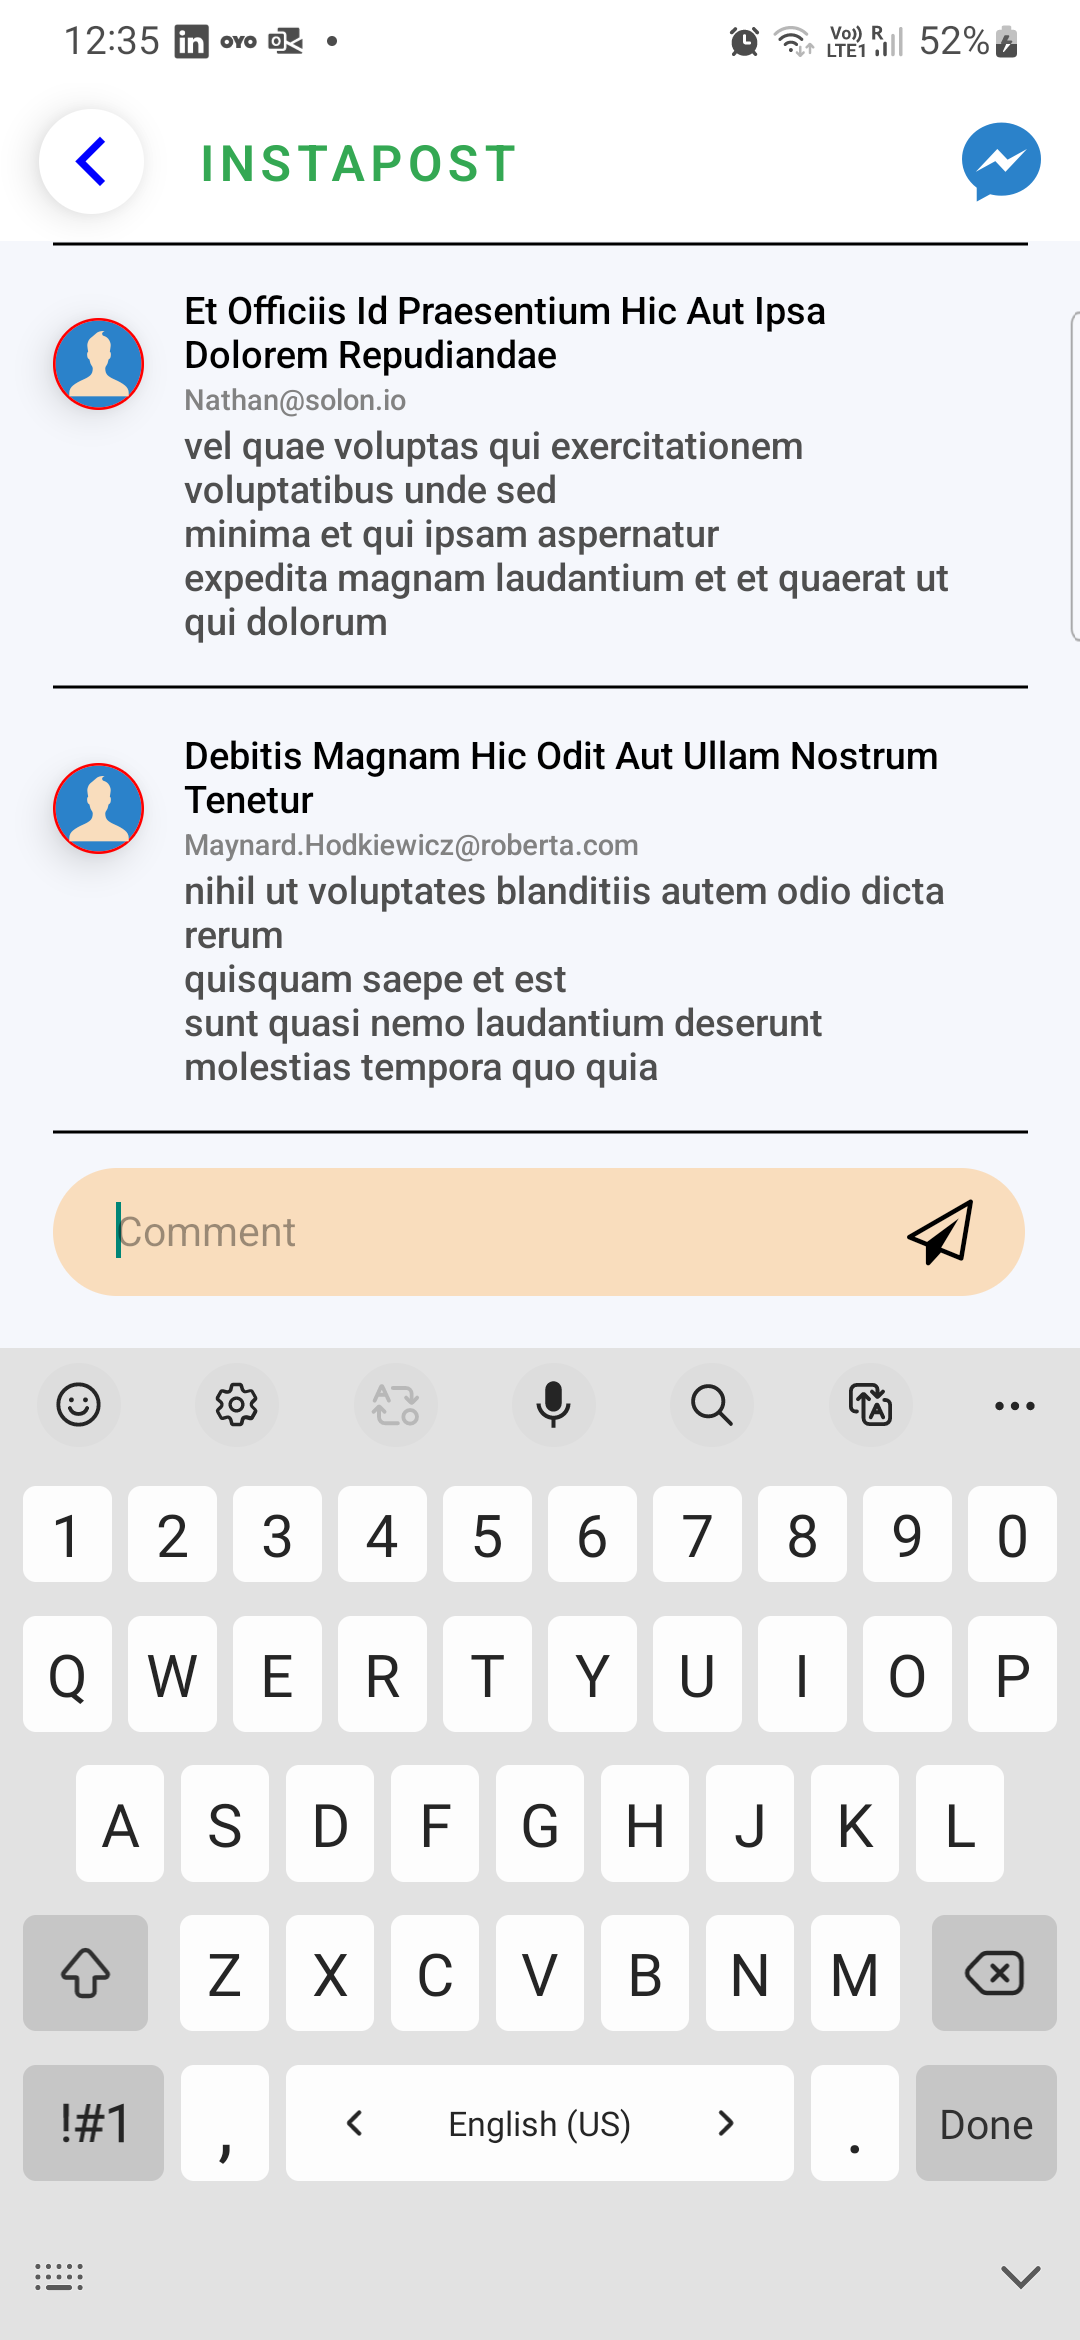 12:35 in OYO Vo)) R 52%
LTE1
INSTAPOST
Et Officiis Id Praesentium Hic Aut Ipsa
Dolorem Repudiandae
Nathan@solon.io
vel quae voluptas qui exercitationem
voluptatibus unde sed
minima et qui ipsam aspernatur
expedita magnam laudantium et et quaerat ut
qui dolorum
Debitis Magnam Hic Odit Aut Ullam Nostrum
Tenetur
Maynard.Hodkiewicz@roberta.com
nihil ut voluptates blanditiis autem odio dicta
rerum
quisquam saepe et est
sunt quasi nemo laudantium deserunt
molestias tempora quo quia
Comment
1 2 3 4 5 6 7 8 9 0
Q W E R T Y U I O P
A S D F G H J K L
Z X C V B N M
!#1 , English (US) . Done